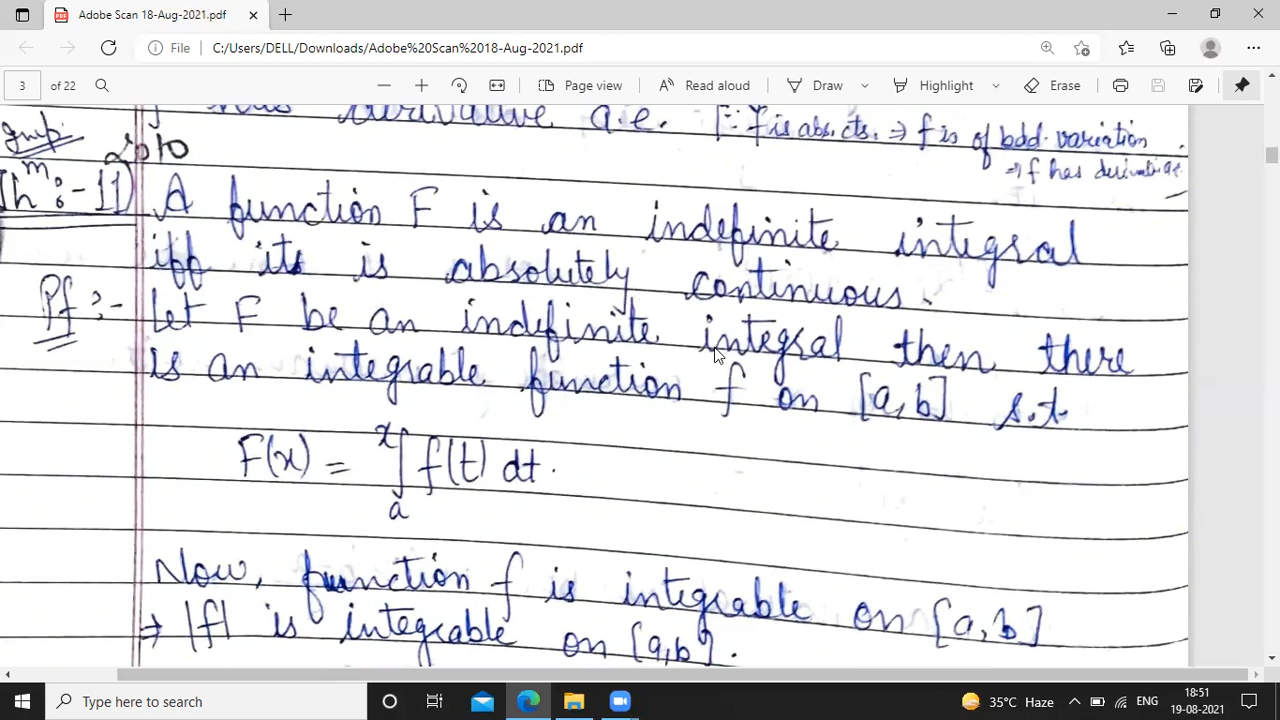 Adobe Scan 18-Aug-2021.pdf
File C:/Users/DELL/Downloads/Adobe%20Scan%2018-Aug-2021.pdf
3 of 22 Page view Read aloud Draw Highlight Erase
has derivative a.e. [∵ f is abs. cts. ⇒ f is of bdd. variation
⇒ f has derivative
Imp.
2010
Thm:- 11) A function F is an indefinite integral
iff its is absolutely continuous.
Pf:- Let F be an indefinite integral then there
is an integrable function f on [a,b] s.t.
F(x) = ∫ₐˣ f(t) dt.
Now, function f is integrable on [a,b]
⇒ |f| is integrable on [a,b].
Type here to search 35°C Haze ENG 18:51
19-08-2021